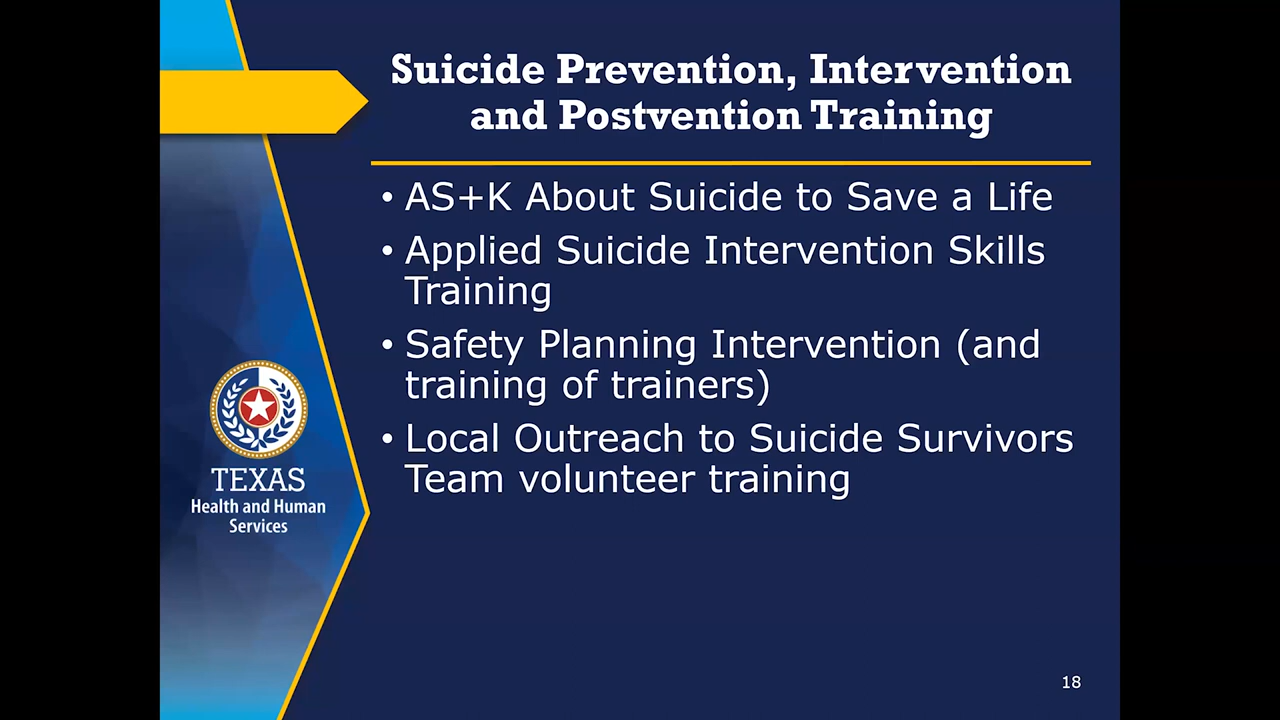 Suicide Prevention, Intervention
and Postvention Training
• AS+K About Suicide to Save a Life
• Applied Suicide Intervention Skills
Training
• Safety Planning Intervention (and
training of trainers)
• Local Outreach to Suicide Survivors
Team volunteer training
TEXAS
Health and Human
Services
18